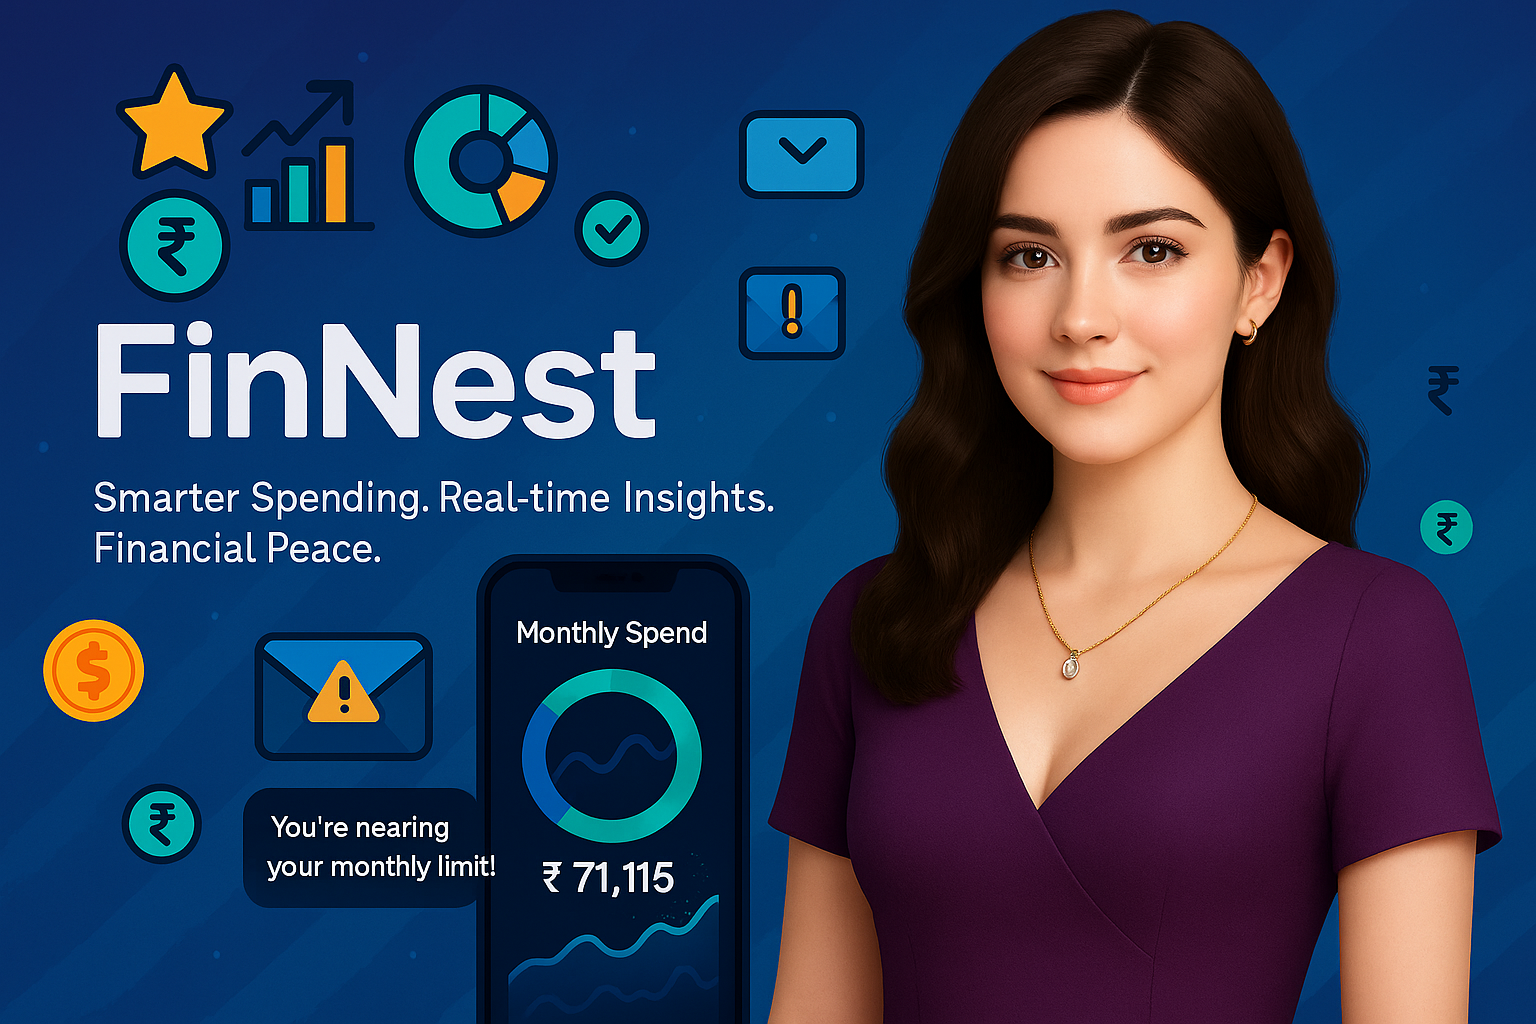 ₹
FinNest
Smarter Spending. Real-time Insights.
Financial Peace.
₹
₹
$
Monthly Spend
₹
You're nearing
your monthly limit!
₹ 71,115